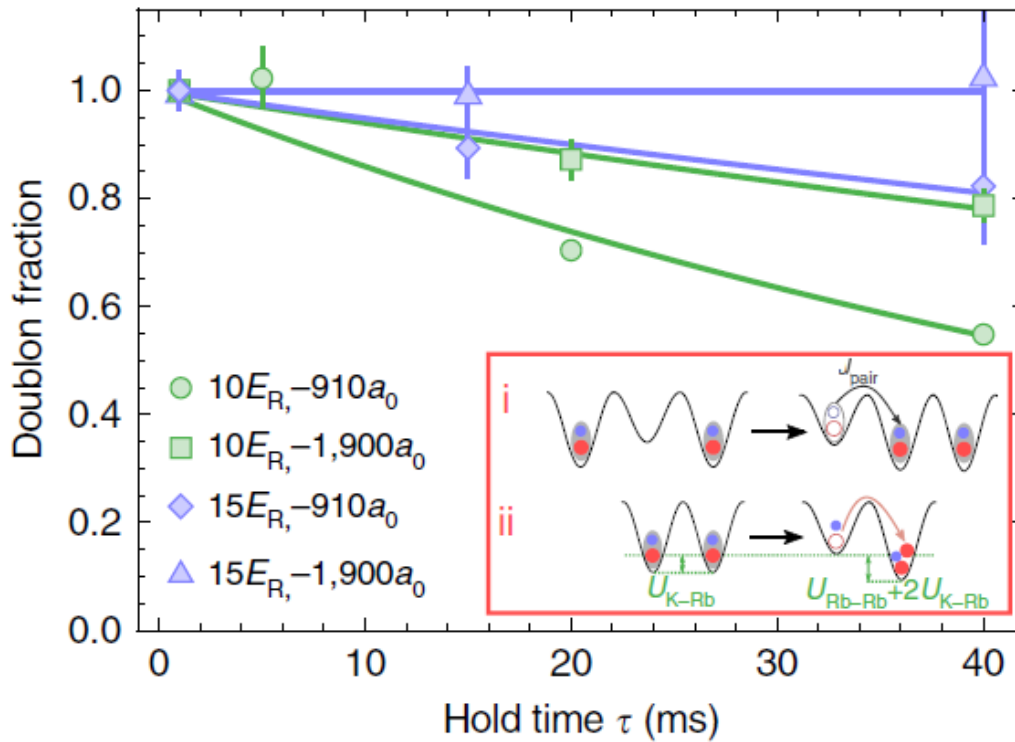 Doublon fraction
1.0
0.8
0.6
0.4
0.2
0.0
10E_R,–910a_0
10E_R,–1,900a_0
15E_R,–910a_0
15E_R,–1,900a_0
i
J_pair
ii
U_K–Rb
U_Rb–Rb+2U_K–Rb
0 10 20 30 40
Hold time τ (ms)